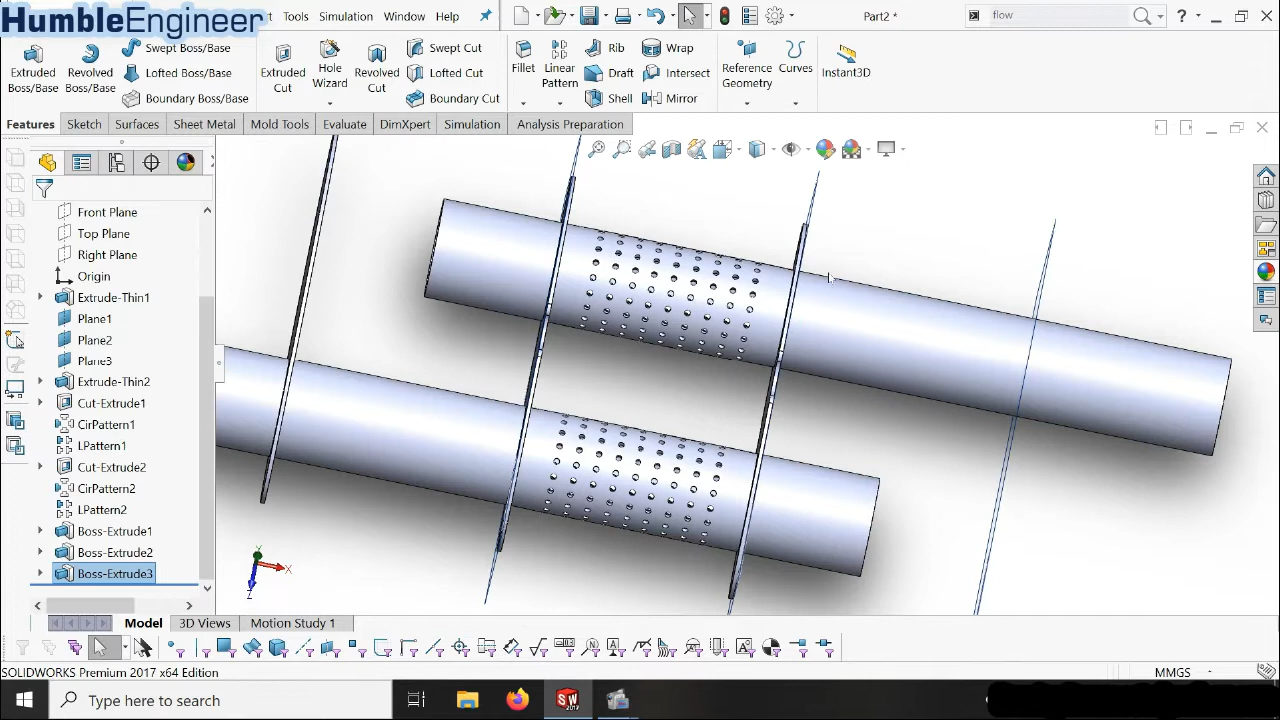 HumbleEngineer
Tools Simulation Window Help
Part2 *
flow
?
Extruded Boss/Base
Revolved Boss/Base
Swept Boss/Base
Lofted Boss/Base
Boundary Boss/Base
Extruded Cut
Hole Wizard
Revolved Cut
Swept Cut
Lofted Cut
Boundary Cut
Fillet
Linear Pattern
Rib
Draft
Shell
Wrap
Intersect
Mirror
Reference Geometry
Curves
Instant3D
Features Sketch Surfaces Sheet Metal Mold Tools Evaluate DimXpert Simulation Analysis Preparation
Front Plane
Top Plane
Right Plane
Origin
Extrude-Thin1
Plane1
Plane2
Plane3
Extrude-Thin2
Cut-Extrude1
CirPattern1
LPattern1
Cut-Extrude2
CirPattern2
LPattern2
Boss-Extrude1
Boss-Extrude2
Boss-Extrude3
Y
X
Z
Model 3D Views Motion Study 1
SOLIDWORKS Premium 2017 x64 Edition
MMGS
Type here to search
SW
2017